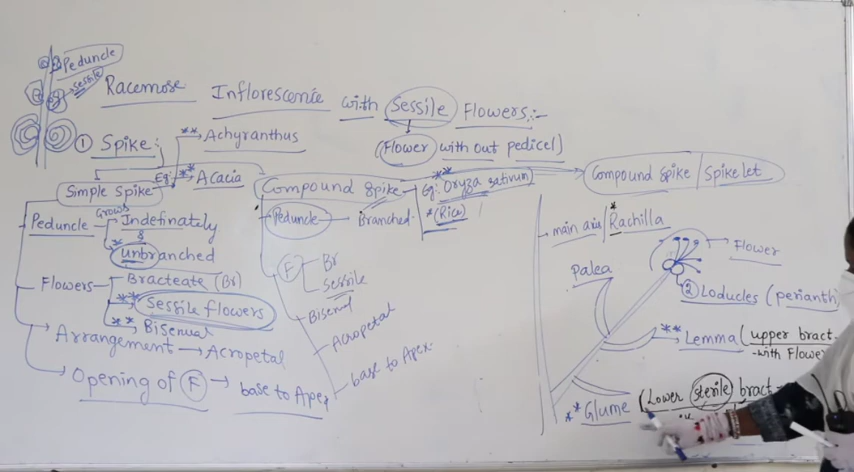 Peduncle
sessile
Racemose Inflorescence with Sessile Flowers:-
(Flower with out pedicel)
① Spike:-
Eg:- ** Achyranthus
** Acacia
Simple Spike
Peduncle Grows Indefinately
&
* unbranched
Flowers Bracteate (Br)
** Sessile flowers
** Bisexual
Arrangement → Acropetal
Opening of F → base to Apex
Compound Spike
Eg:- ** Oryza sativum
*(Rice)
Peduncle Branched
F Br
sessile
Bisexual
Acropetal
base to Apex
Compound Spike / Spikelet
main axis / * Rachilla
Flower
Palea
② Loducles (perianth)
** Lemma (upper bract
-with Flower
** Glume (Lower sterile bract